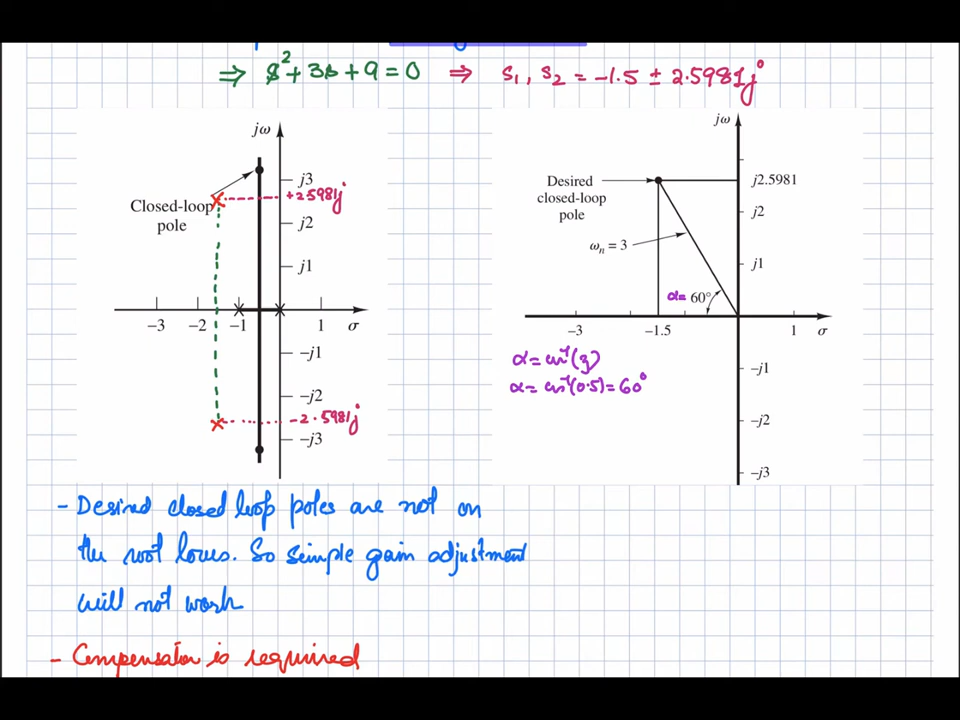 ⇒ s²+3s+9=0 ⇒ s₁, s₂ = -1.5 ± 2.5981j
jω
jω
j3
+2.5981j
Closed-loop
pole
j2
j1
-3 -2 -1 1 σ
-j1
-j2
-2.5981j
-j3
Desired
closed-loop
pole
j2.5981
j2
ωn = 3
j1
α= 60°
-3 -1.5 1 σ
α = cos⁻¹(ζ)
α = cos⁻¹(0.5) = 60°
-j1
-j2
-j3
- Desired closed loop poles are not on
the root locus. So simple gain adjustment
will not work
- Compensator is required